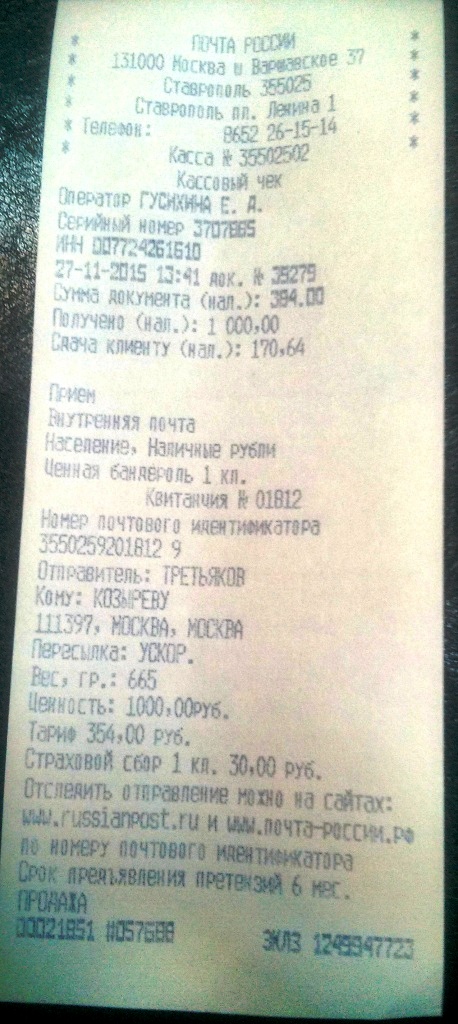 * ПОЧТА РОССИИ *
* 131000 Москва и Варшавское 37 *
* Ставрополь 355025 *
* Ставрополь пл. Ленина 1 *
* Телефон: 8652 26-15-14 *
* Касса № 35502502 *
Кассовый чек
Оператор ГУСИХИНА Е. А.
Серийный номер 3707665
ИНН 007724261610
27-11-2015 13:41 док. № 35279
Сумма документа (нал.): 384.00
Получено (нал.): 1 000,00
Сдача клиенту (нал.): 170,64
Прием
Внутренняя почта
Население, Наличные рубли
Ценная бандероль 1 кл.
Квитанция № 01812
Номер почтового идентификатора
3550259201812 9
Отправитель: ТРЕТЬЯКОВ
Кому: КОЗЫРЕВУ
111397, МОСКВА, МОСКВА
Пересылка: УСКОР.
Вес, гр.: 665
Ценность: 1000,00руб.
Тариф 354,00 руб.
Страховой сбор 1 кл. 30,00 руб.
Отследить отправление можно на сайтах:
www.russianpost.ru и www.почта-россии.рф
по номеру почтового идентификатора
Срок предъявления претензий 6 мес.
ПРОДАЖА
00021851 #057688 ЭКЛЗ 1249947723